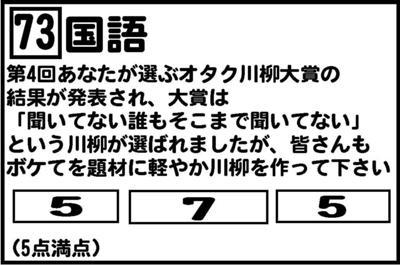 73 国語
第4回あなたが選ぶオタク川柳大賞の
結果が発表され、大賞は
「聞いてない誰もそこまで聞いてない」
という川柳が選ばれましたが、皆さんも
ボケてを題材に軽やか川柳を作って下さい
5 7 5
(5点満点)